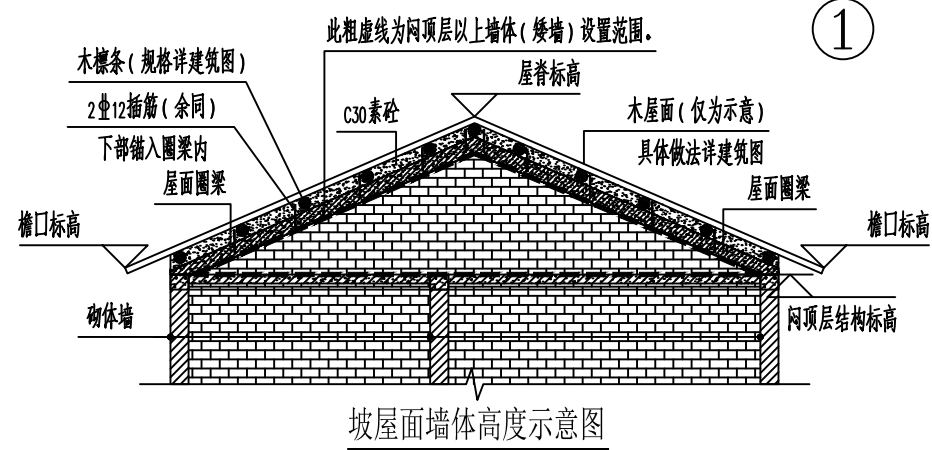 此粗虚线为闷顶层以上墙体(矮墙)设置范围。
1
木檩条(规格详建筑图)
屋脊标高
2⏀12插筋(余同)
C30素砼
木屋面(仅为示意)
下部锚入圈梁内
具体做法详建筑图
屋面圈梁
屋面圈梁
檐口标高
檐口标高
砌体墙
闷顶层结构标高
坡屋面墙体高度示意图